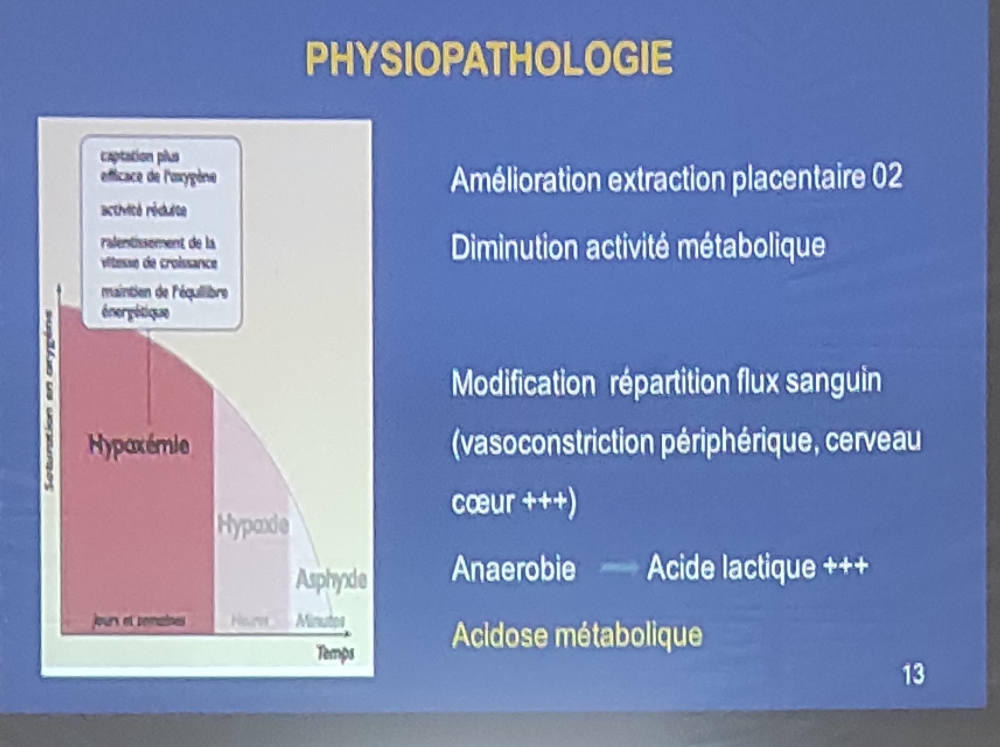 PHYSIOPATHOLOGIE
captation plus
efficace de l'oxygène
activité réduite
ralentissement de la
vitesse de croissance
maintien de l'équilibre
énergétique
Saturation en oxygène
Hypoxémie
Hypoxie
Asphyxie
jours et semaines
Heures
Minutes
Temps
Amélioration extraction placentaire 02
Diminution activité métabolique
Modification répartition flux sanguin
(vasoconstriction périphérique, cerveau
cœur +++)
Anaerobie Acide lactique +++
Acidose métabolique
13